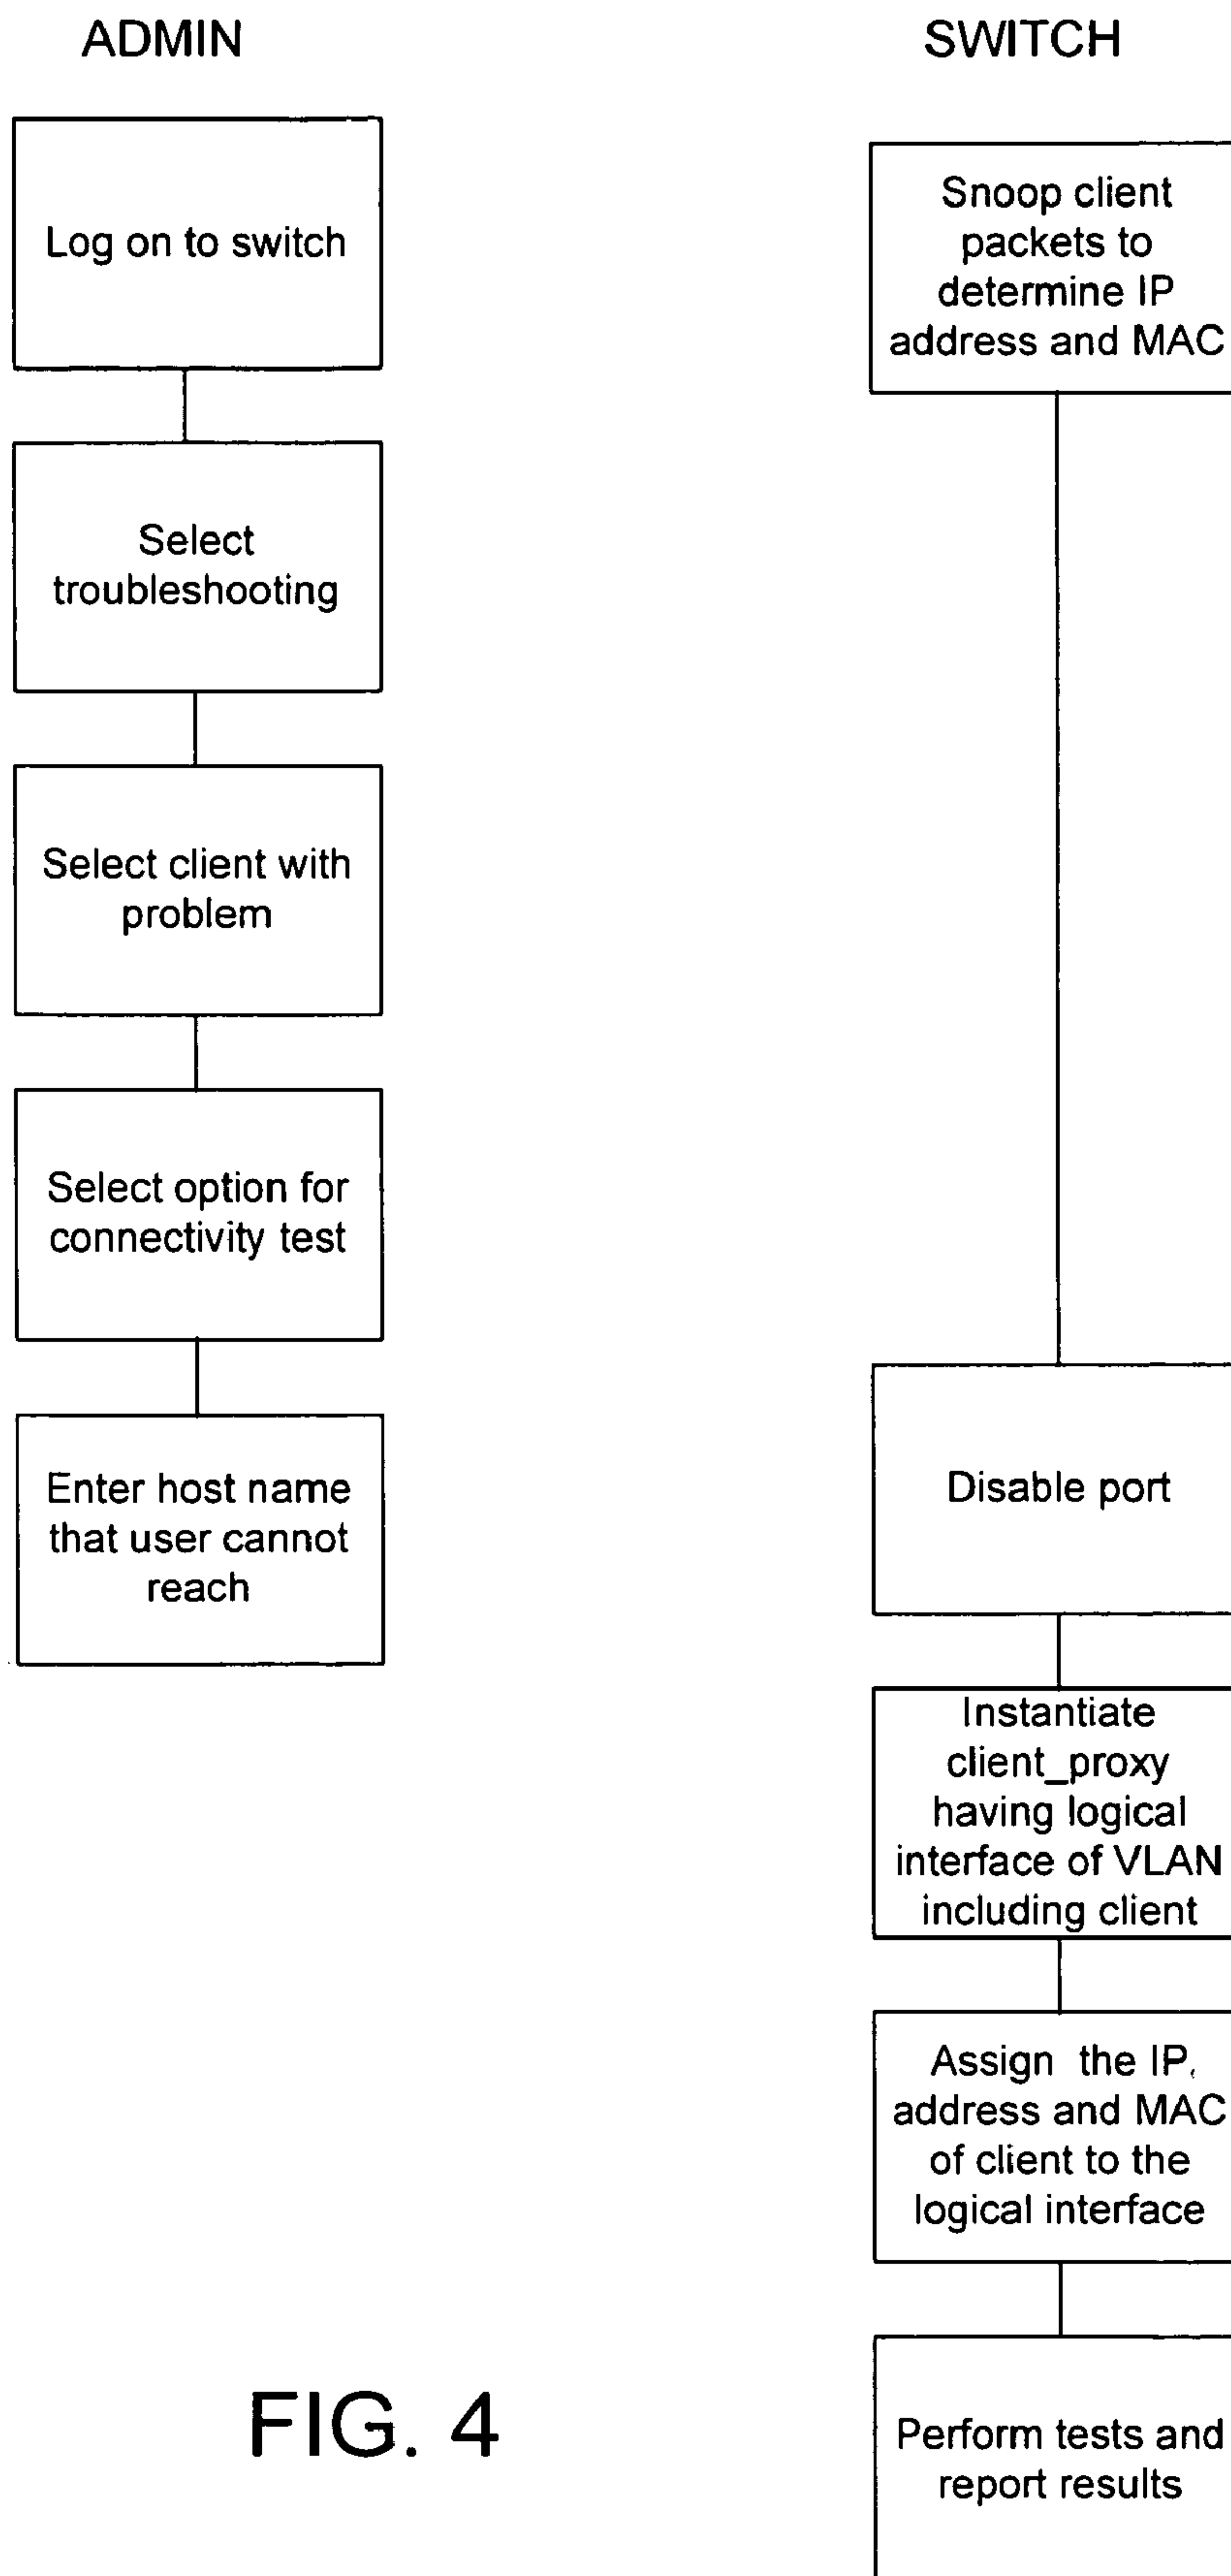 ADMIN
Log on to switch
Select
troubleshooting
Select client with
problem
Select option for
connectivity test
Enter host name
that user cannot
reach
SWITCH
Snoop client
packets to
determine IP
address and MAC
Disable port
Instantiate
client_proxy
having logical
interface of VLAN
including client
Assign the IP
address and MAC
of client to the
logical interface
Perform tests and
report results
FIG. 4